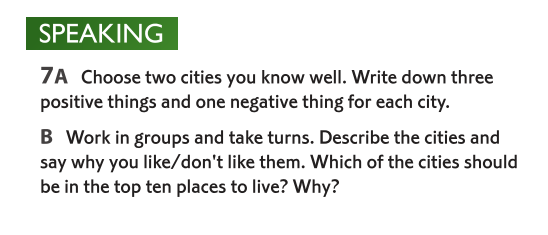 SPEAKING
7A Choose two cities you know well. Write down three
positive things and one negative thing for each city.
B Work in groups and take turns. Describe the cities and
say why you like/don't like them. Which of the cities should
be in the top ten places to live? Why?